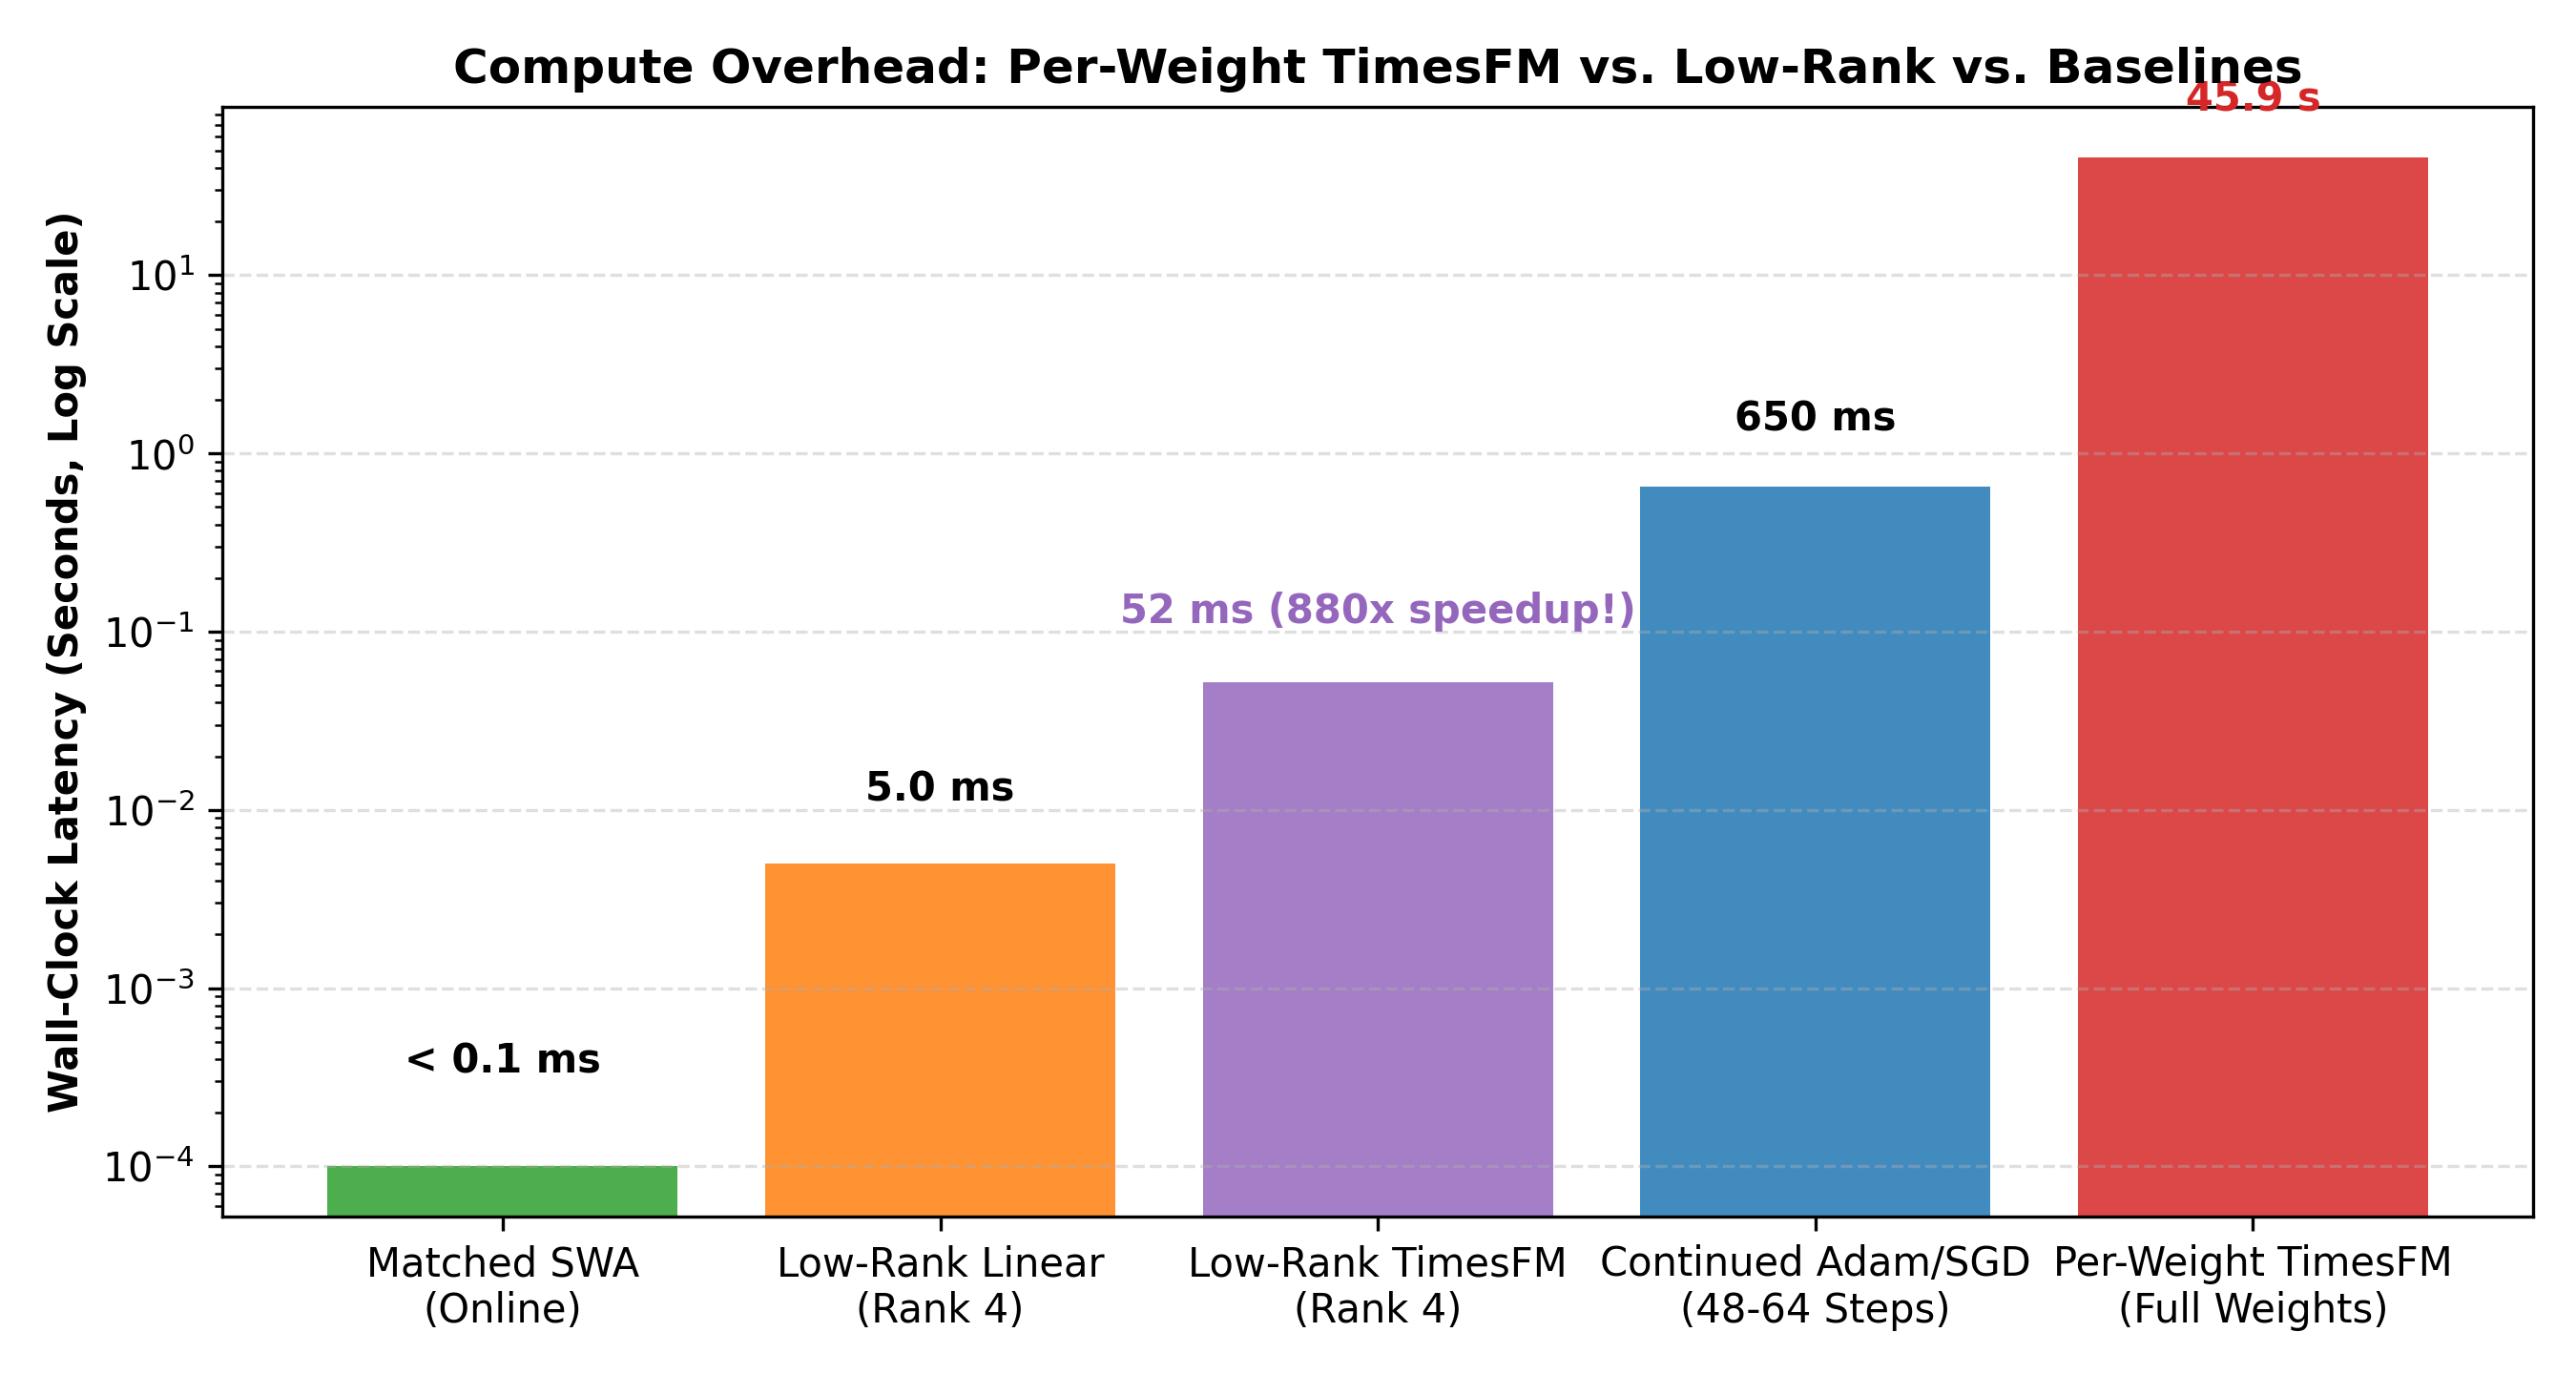 Compute Overhead: Per-Weight TimesFM vs. Low-Rank vs. Baselines
45.9 s
Wall-Clock Latency (Seconds, Log Scale)
10¹
10⁰
10⁻¹
10⁻²
10⁻³
10⁻⁴
650 ms
52 ms (880x speedup!)
5.0 ms
< 0.1 ms
Matched SWA
(Online)
Low-Rank Linear
(Rank 4)
Low-Rank TimesFM
(Rank 4)
Continued Adam/SGD
(48-64 Steps)
Per-Weight TimesFM
(Full Weights)